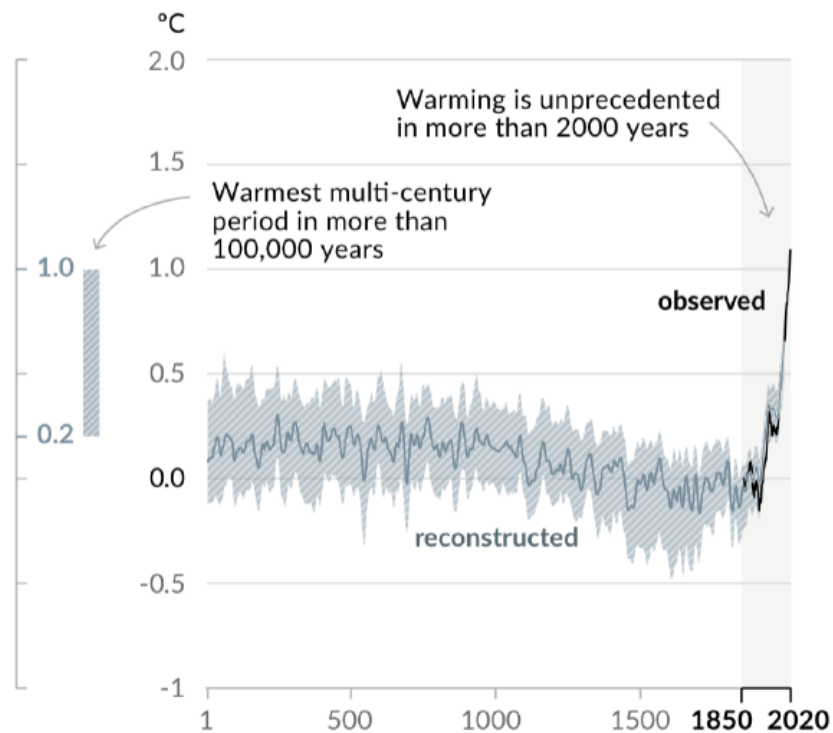 °C
2.0
Warming is unprecedented
in more than 2000 years
1.5
Warmest multi-century
period in more than
100,000 years
1.0
1.0
observed
0.5
0.2
0.0
reconstructed
-0.5
-1
1 500 1000 1500 1850 2020